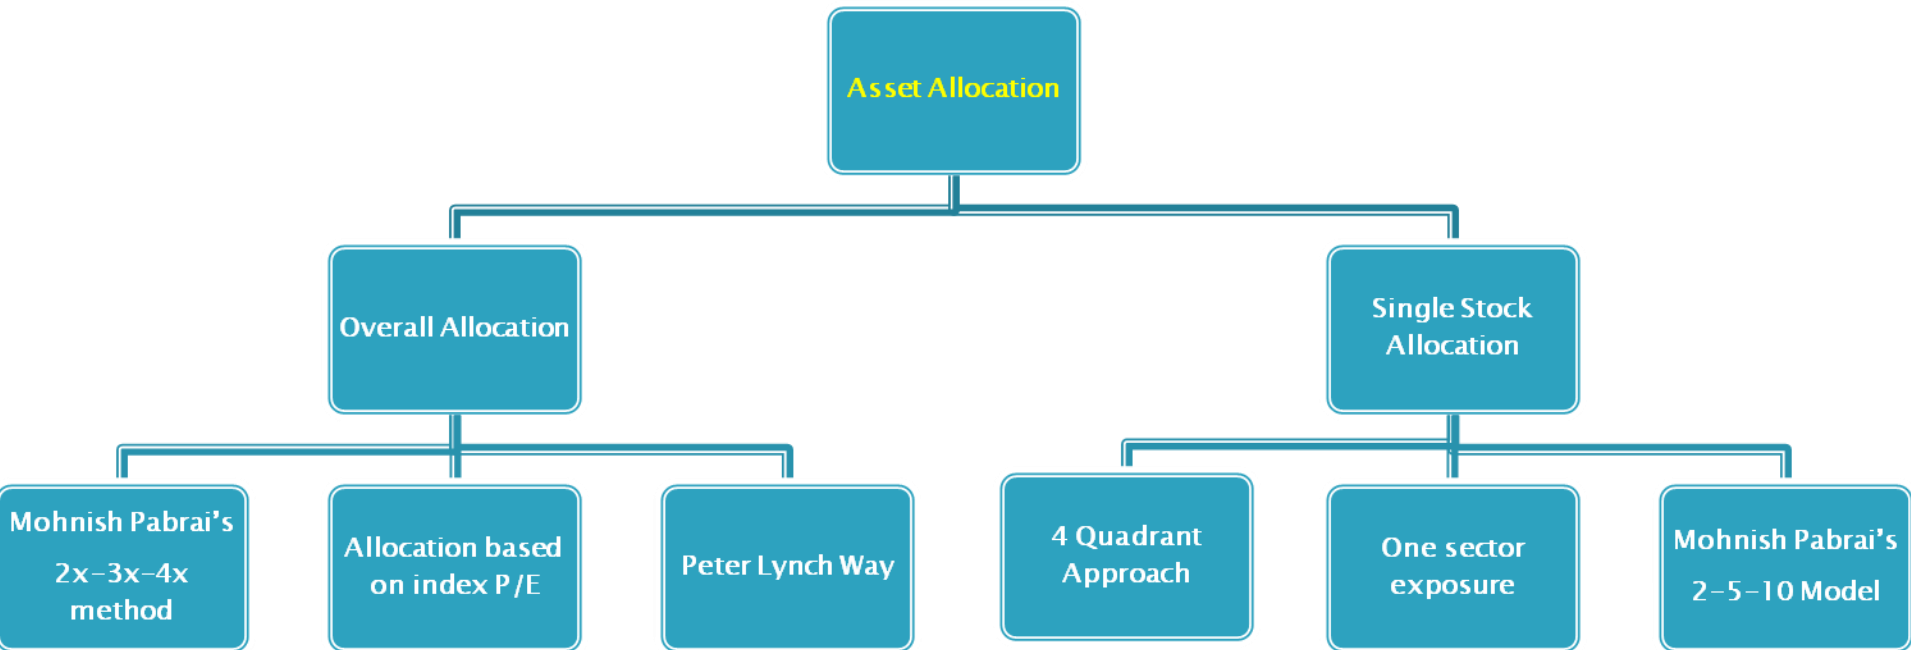 Asset Allocation
Overall Allocation
Single Stock
Allocation
Mohnish Pabrai's
2x-3x-4x
method
Allocation based
on index P/E
Peter Lynch Way
4 Quadrant
Approach
One sector
exposure
Mohnish Pabrai's
2-5-10 Model